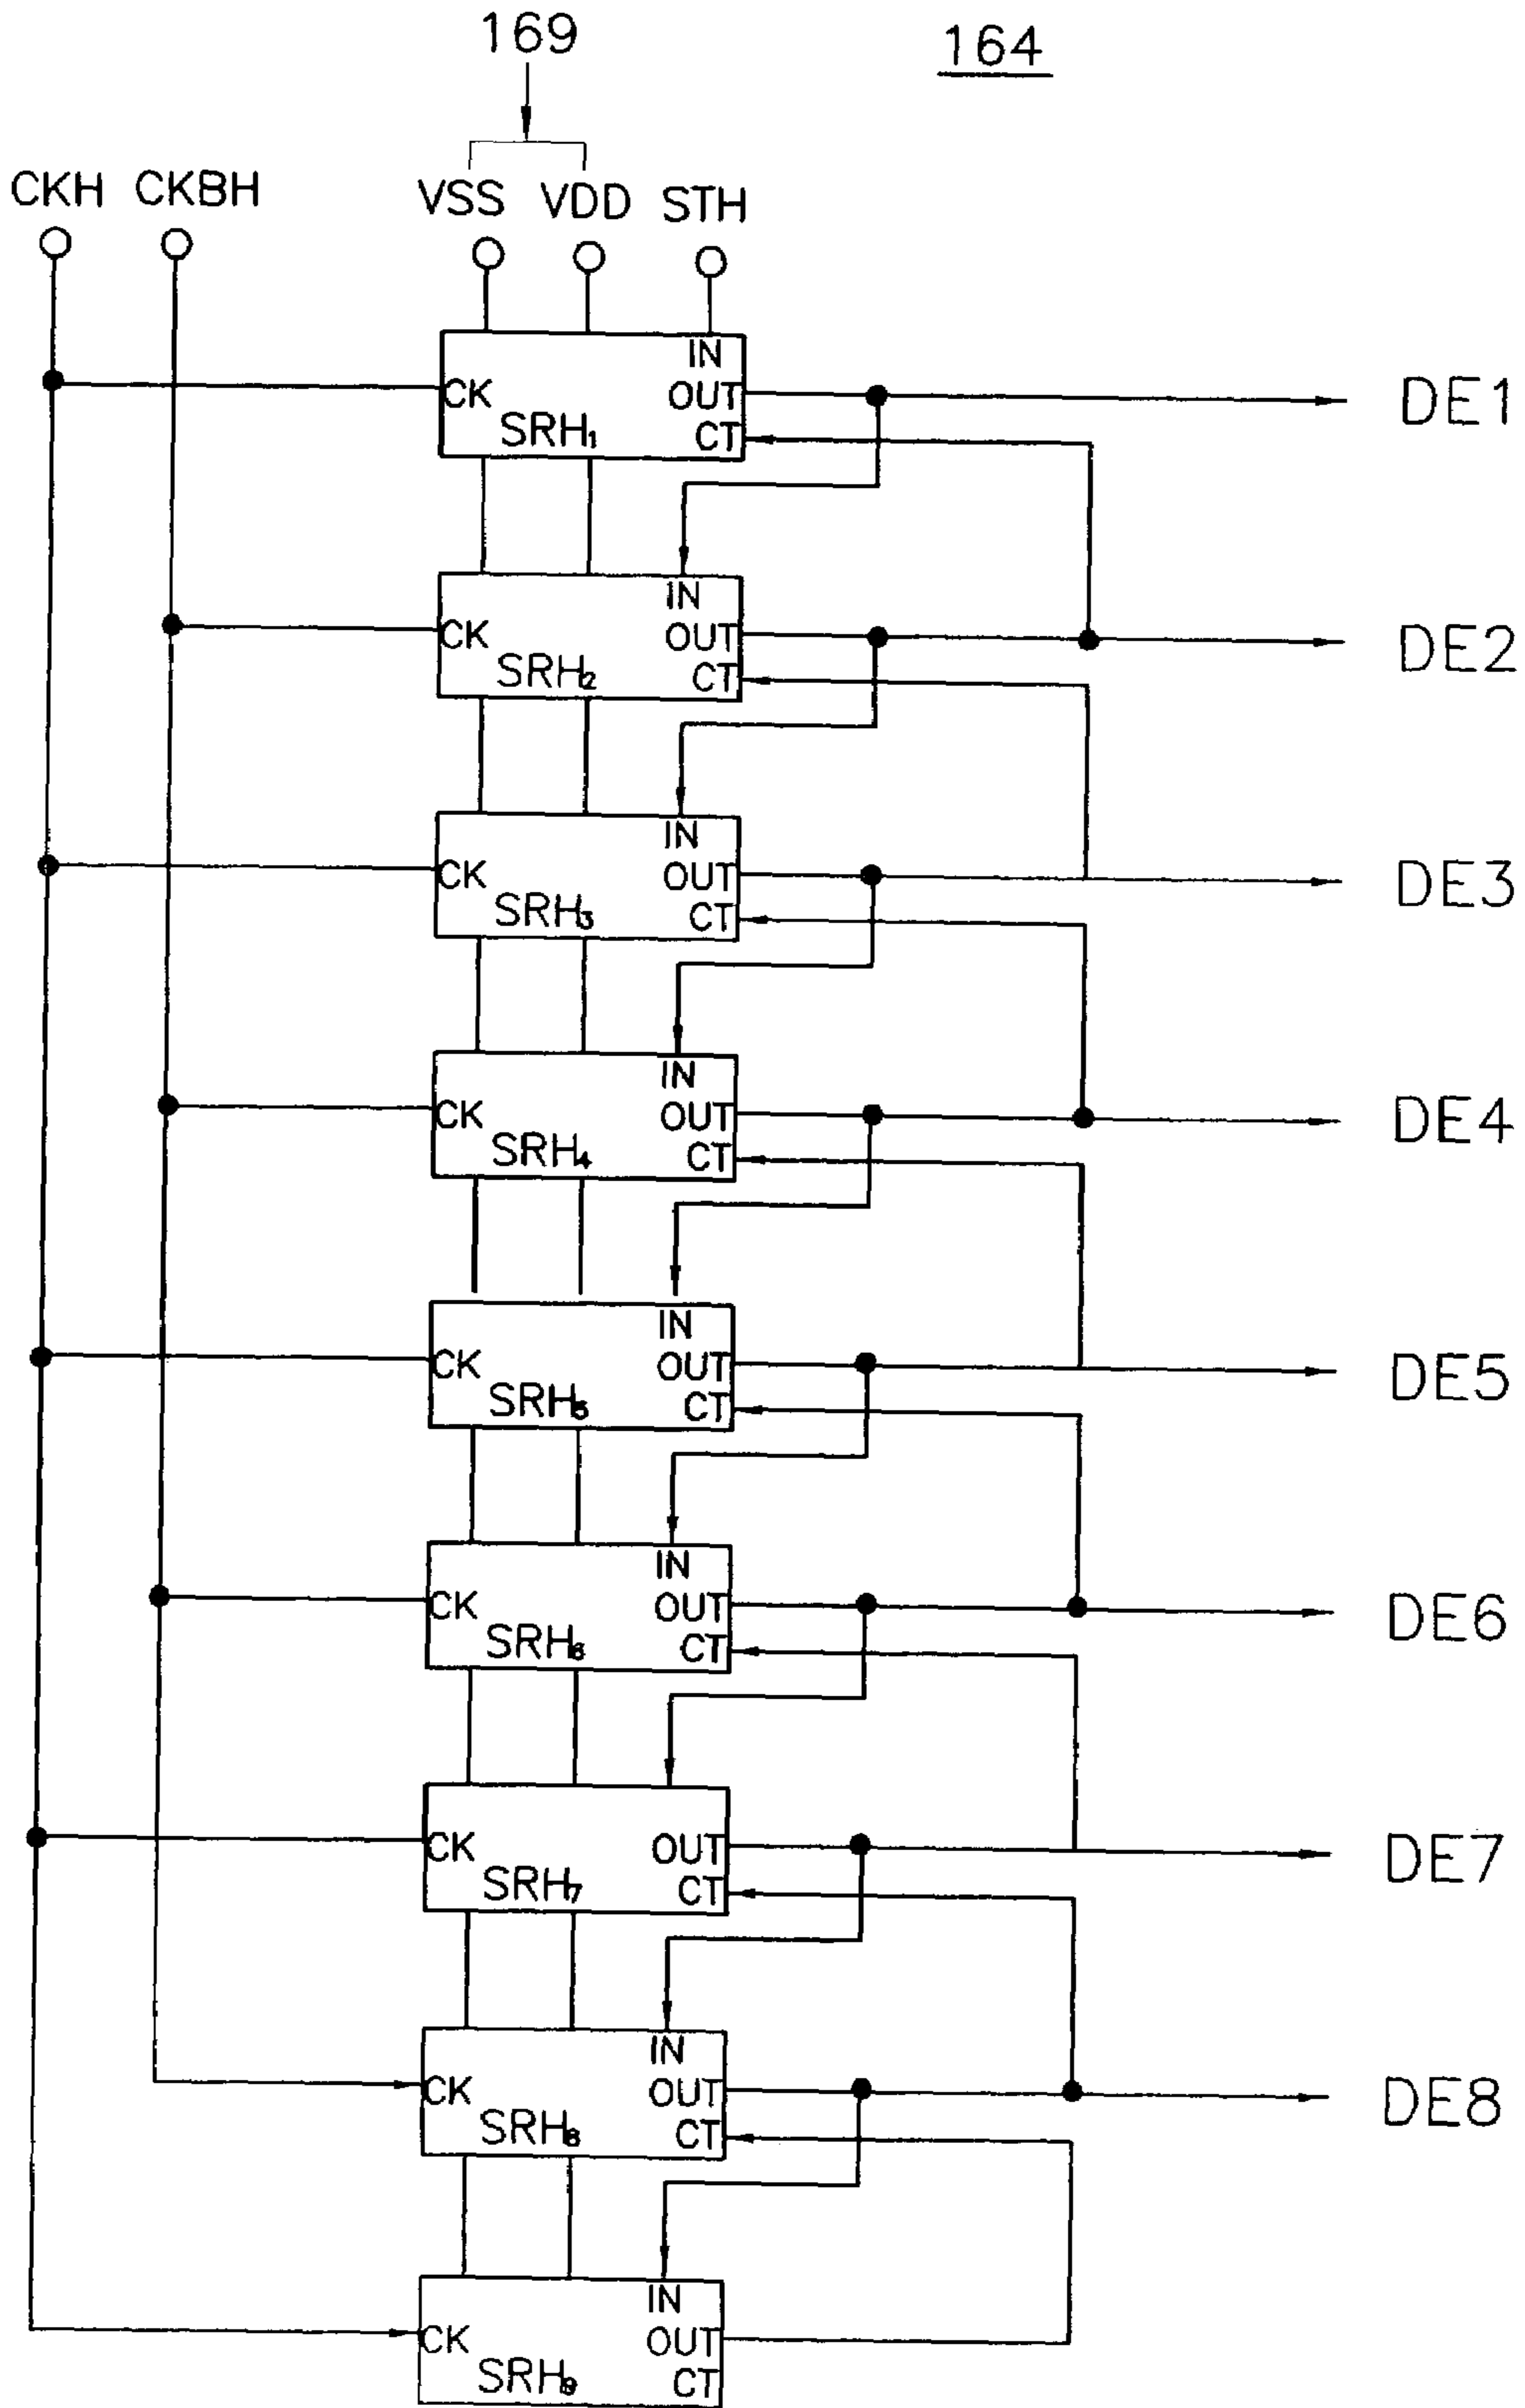 169
164
CKH CKBH VSS VDD STH
IN
CK OUT DE1
SRH₁ CT
IN
CK OUT DE2
SRH₂ CT
IN
CK OUT DE3
SRH₃ CT
IN
CK OUT DE4
SRH₄ CT
IN
CK OUT DE5
SRH₅ CT
IN
CK OUT DE6
SRH₆ CT
CK OUT DE7
SRH₇ CT
IN
CK OUT DE8
SRH₈ CT
IN
CK OUT
SRH₉ CT